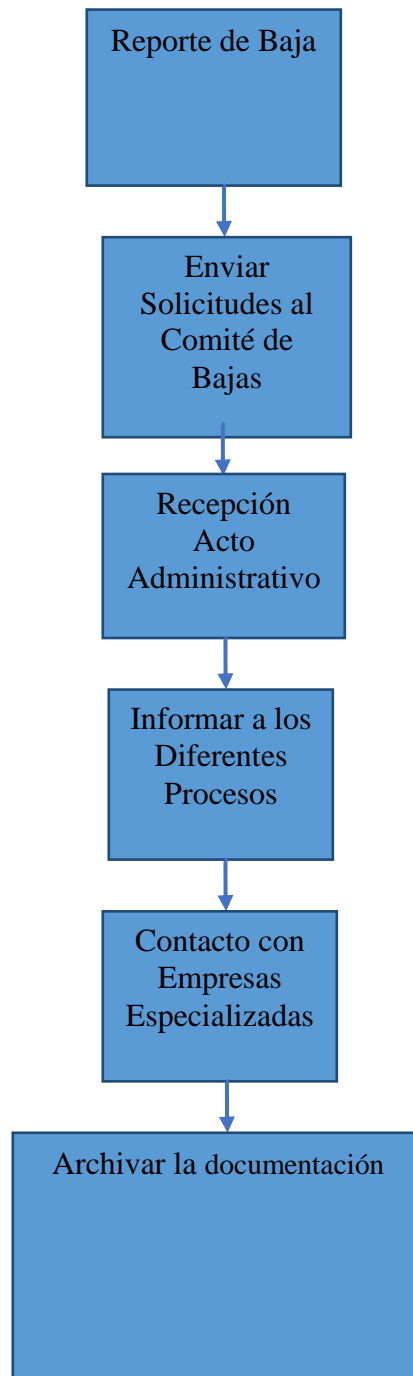 Reporte de Baja
Enviar
Solicitudes al
Comité de
Bajas
Recepción
Acto
Administrativo
Informar a los
Diferentes
Procesos
Contacto con
Empresas
Especializadas
Archivar la documentación